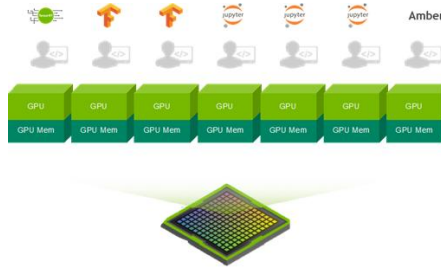 jupyter jupyter jupyter Amber
</> </> </> </> </> </> </>
GPU GPU GPU GPU GPU GPU GPU
GPU Mem GPU Mem GPU Mem GPU Mem GPU Mem GPU Mem GPU Mem